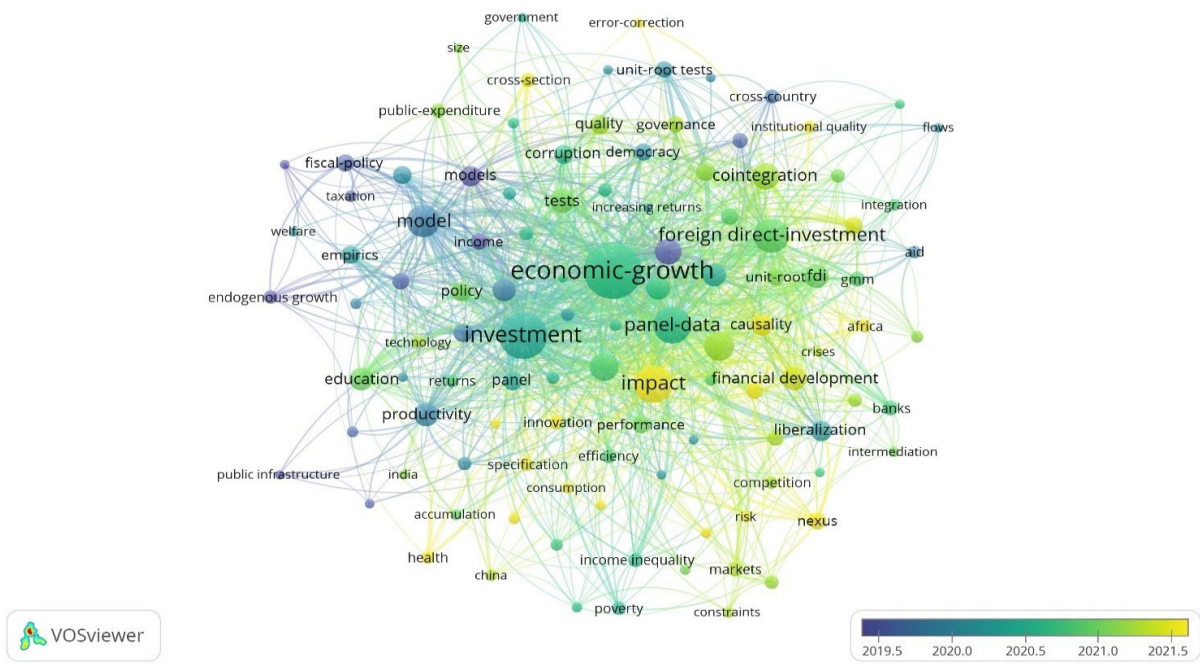 government
error-correction
size
unit-root tests
cross-section
cross-country
public-expenditure
quality
governance
institutional quality
flows
corruption
democracy
fiscal-policy
models
cointegration
taxation
tests
increasing returns
integration
model
welfare
income
foreign direct-investment
empirics
aid
economic-growth
unit-root
fdi
gmm
policy
endogenous growth
investment
panel-data
causality
africa
technology
crises
education
returns
panel
impact
financial development
productivity
innovation
performance
liberalization
banks
intermediation
efficiency
specification
public infrastructure
india
consumption
competition
accumulation
risk
nexus
health
income inequality
china
markets
poverty
constraints
VOSviewer
2019.5
2020.0
2020.5
2021.0
2021.5